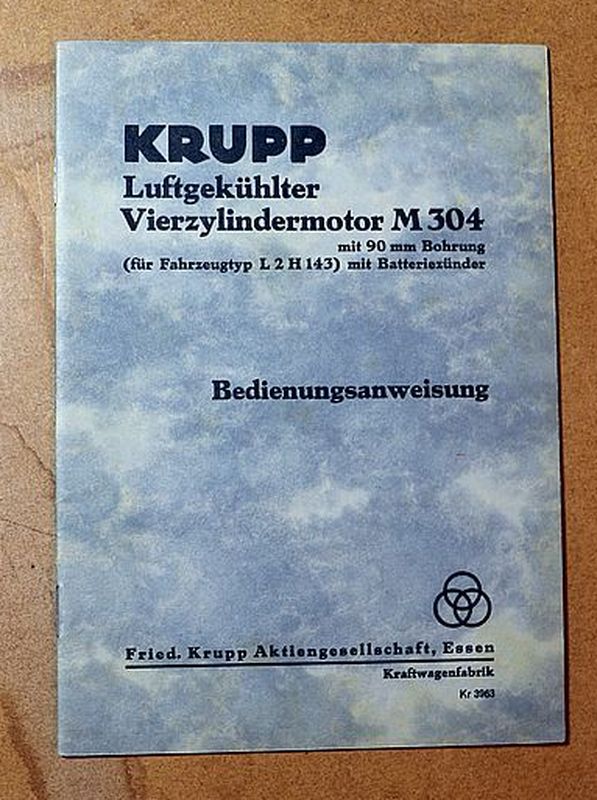 KRUPP
Luftgekühlter
Vierzylindermotor M 304
mit 90 mm Bohrung
(für Fahrzeugtyp L 2 H 143) mit Batteriezünder
Bedienungsanweisung
Fried. Krupp Aktiengesellschaft, Essen
Kraftwagenfabrik
Kr 3963